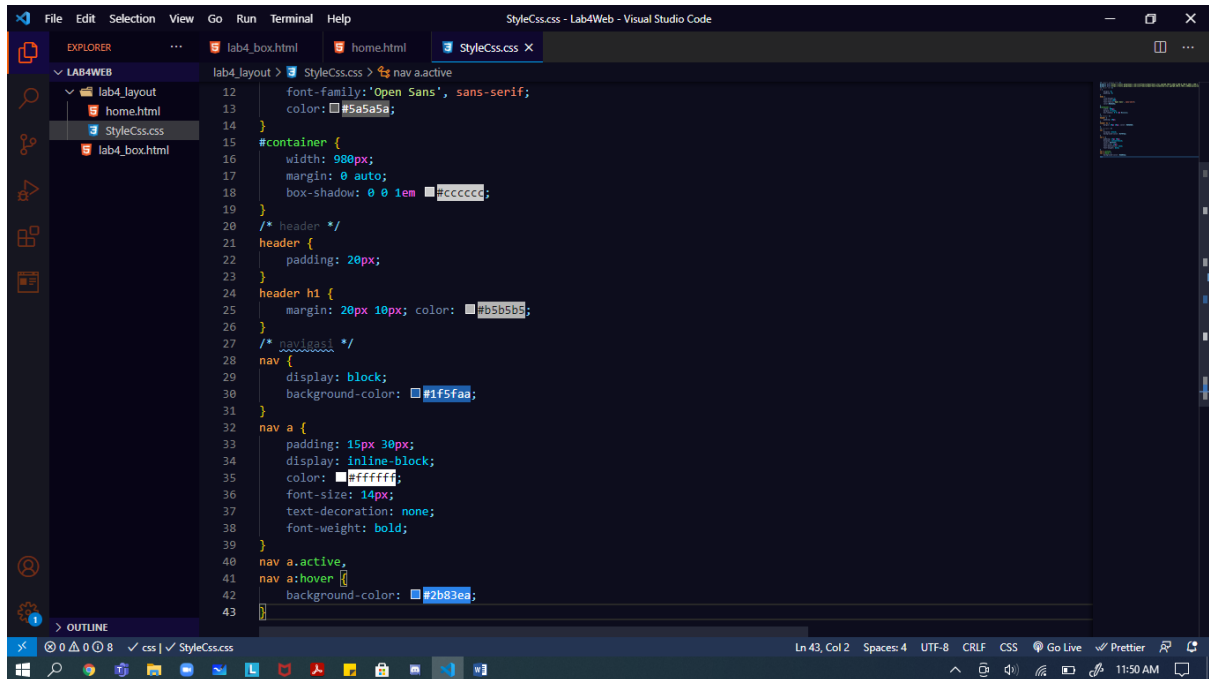 File Edit Selection View Go Run Terminal Help StyleCss.css - Lab4Web - Visual Studio Code
EXPLORER
lab4_box.html home.html StyleCss.css
LAB4WEB
lab4_layout
home.html
StyleCss.css
lab4_box.html
lab4_layout > StyleCss.css > nav a.active
12 font-family:'Open Sans', sans-serif;
13 color: #5a5a5a;
14 }
15 #container {
16 width: 980px;
17 margin: 0 auto;
18 box-shadow: 0 0 1em #cccccc;
19 }
20 /* header */
21 header {
22 padding: 20px;
23 }
24 header h1 {
25 margin: 20px 10px; color: #b5b5b5;
26 }
27 /* navigasi */
28 nav {
29 display: block;
30 background-color: #1f5faa;
31 }
32 nav a {
33 padding: 15px 30px;
34 display: inline-block;
35 color: #ffffff;
36 font-size: 14px;
37 text-decoration: none;
38 font-weight: bold;
39 }
40 nav a.active,
41 nav a:hover {
42 background-color: #2b83ea;
43 }
1
> OUTLINE
0 0 8 css | StyleCss.css Ln 43, Col 2 Spaces: 4 UTF-8 CRLF CSS Go Live Prettier
11:50 AM